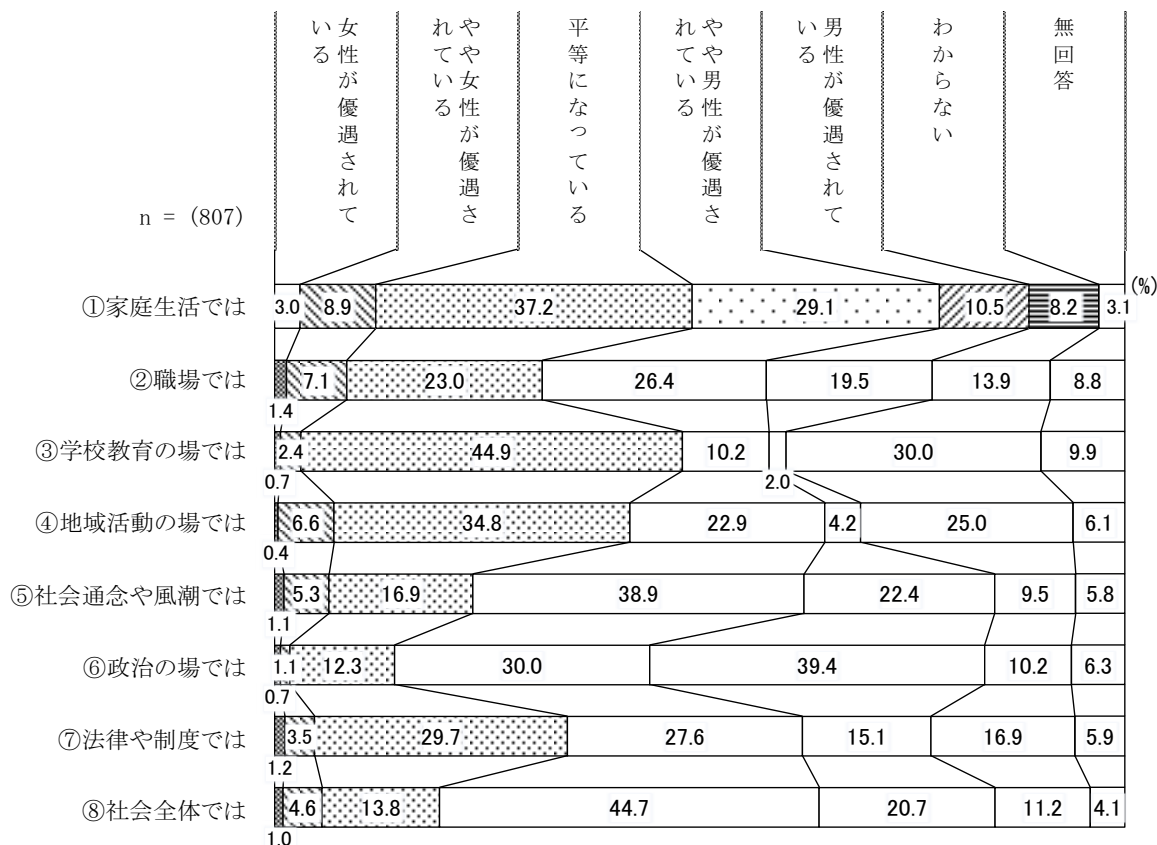 女性が優遇されて
いる
やや女性が優遇さ
れている
平等になっている
やや男性が優遇さ
れている
男性が優遇されて
いる
わからない
無回答
n = (807)
(%)
①家庭生活では 3.0 8.9 37.2 29.1 10.5 8.2 3.1
②職場では 1.4 7.1 23.0 26.4 19.5 13.9 8.8
③学校教育の場では 0.7 2.4 44.9 10.2 2.0 30.0 9.9
④地域活動の場では 0.4 6.6 34.8 22.9 4.2 25.0 6.1
⑤社会通念や風潮では 1.1 5.3 16.9 38.9 22.4 9.5 5.8
⑥政治の場では 0.7 1.1 12.3 30.0 39.4 10.2 6.3
⑦法律や制度では 1.2 3.5 29.7 27.6 15.1 16.9 5.9
⑧社会全体では 1.0 4.6 13.8 44.7 20.7 11.2 4.1